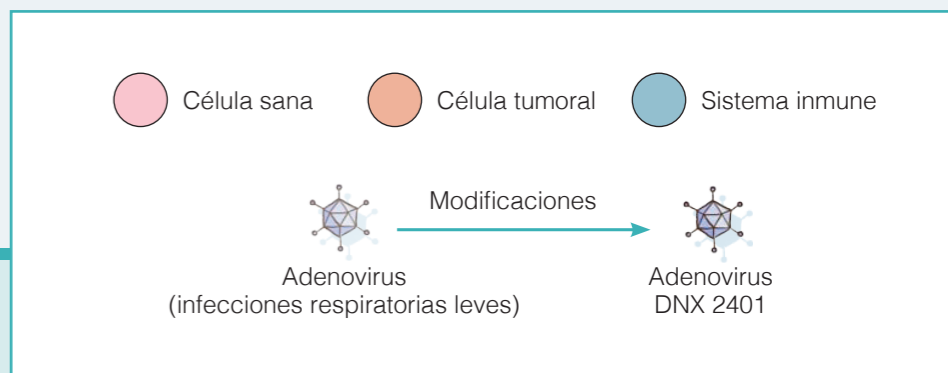 Célula sana
Célula tumoral
Sistema inmune
Modificaciones
Adenovirus
(infecciones respiratorias leves)
Adenovirus
DNX 2401